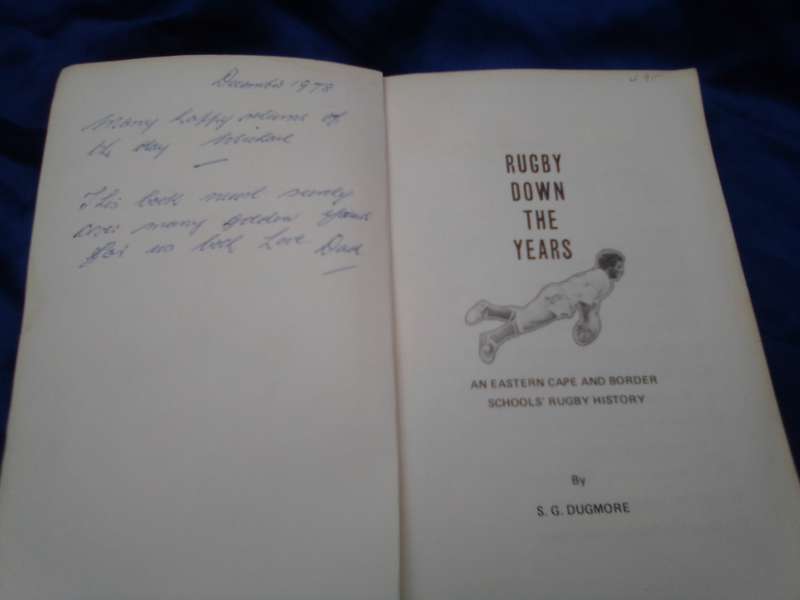 December 1978
Many happy returns of
the day Michael
This book must surely
cover many golden years
for us both Love Dad
RUGBY
DOWN
THE
YEARS
AN EASTERN CAPE AND BORDER
SCHOOLS' RUGBY HISTORY
By
S. G. DUGMORE